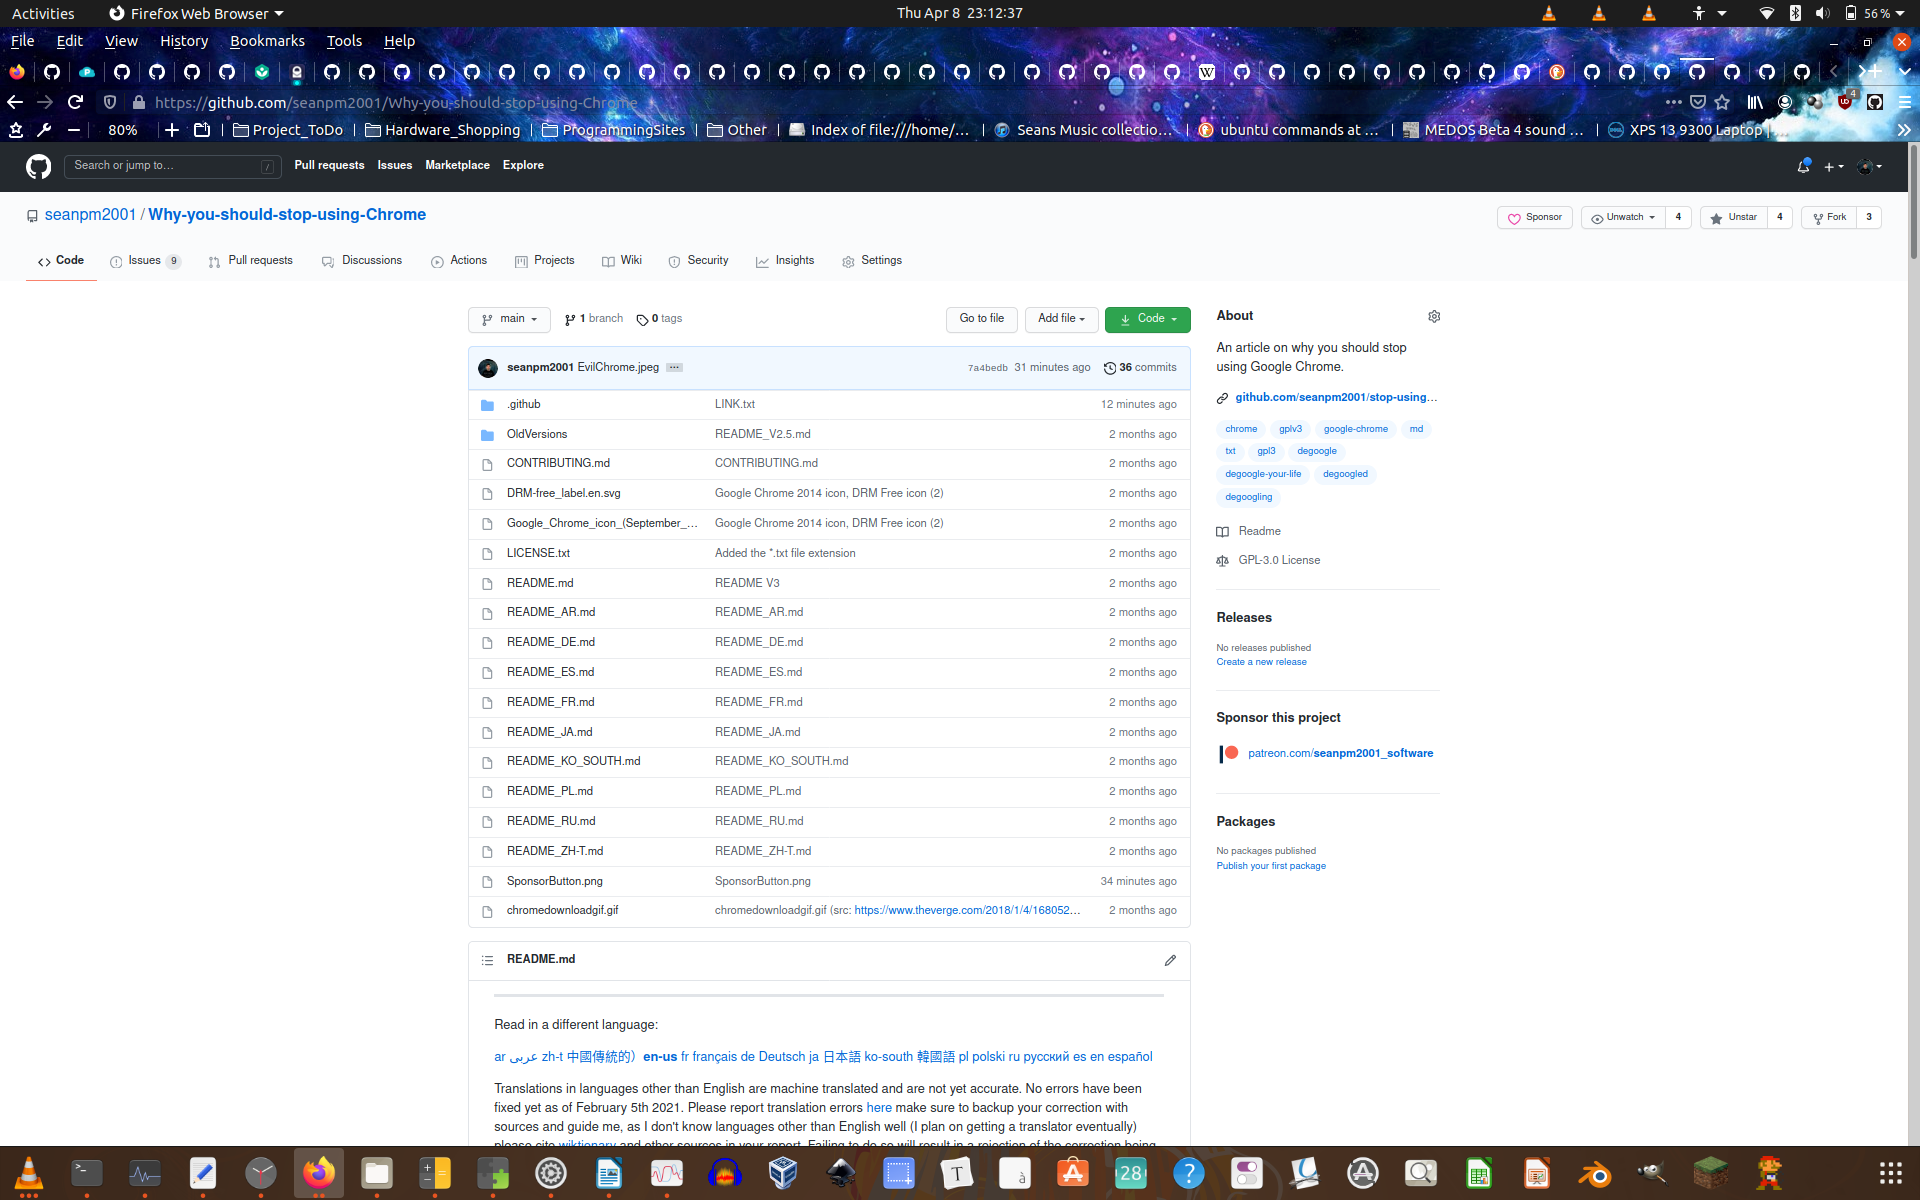 Activities Firefox Web Browser Thu Apr 8 23:12:37 56 %
File Edit View History Bookmarks Tools Help
https://github.com/seanpm2001/Why-you-should-stop-using-Chrome 4
80% Project_ToDo Hardware_Shopping ProgrammingSites Other Index of file:///home/... Seans Music collectio... ubuntu commands at ... MEDOS Beta 4 sound ... XPS 13 9300 Laptop |...
Search or jump to... / Pull requests Issues Marketplace Explore
seanpm2001 / Why-you-should-stop-using-Chrome Sponsor Unwatch 4 Unstar 4 Fork 3
Code Issues 9 Pull requests Discussions Actions Projects Wiki Security Insights Settings
main 1 branch 0 tags Go to file Add file Code
seanpm2001 EvilChrome.jpeg ... 7a4bedb 31 minutes ago 36 commits
.github LINK.txt 12 minutes ago
OldVersions README_V2.5.md 2 months ago
CONTRIBUTING.md CONTRIBUTING.md 2 months ago
DRM-free_label.en.svg Google Chrome 2014 icon, DRM Free icon (2) 2 months ago
Google_Chrome_icon_(September_... Google Chrome 2014 icon, DRM Free icon (2) 2 months ago
LICENSE.txt Added the *.txt file extension 2 months ago
README.md README V3 2 months ago
README_AR.md README_AR.md 2 months ago
README_DE.md README_DE.md 2 months ago
README_ES.md README_ES.md 2 months ago
README_FR.md README_FR.md 2 months ago
README_JA.md README_JA.md 2 months ago
README_KO_SOUTH.md README_KO_SOUTH.md 2 months ago
README_PL.md README_PL.md 2 months ago
README_RU.md README_RU.md 2 months ago
README_ZH-T.md README_ZH-T.md 2 months ago
SponsorButton.png SponsorButton.png 34 minutes ago
chromedownloadgif.gif chromedownloadgif.gif (src: https://www.theverge.com/2018/1/4/168052... 2 months ago
README.md
Read in a different language:
ar عربى zh-t 中國傳統的）en-us fr français de Deutsch ja 日本語 ko-south 韓國語 pl polski ru русский es en español
Translations in languages other than English are machine translated and are not yet accurate. No errors have been
fixed yet as of February 5th 2021. Please report translation errors here make sure to backup your correction with
sources and guide me, as I don't know languages other than English well (I plan on getting a translator eventually)
please cite wiktionary and other sources in your report. Failing to do so will result in a rejection of the correction being
About
An article on why you should stop
using Google Chrome.
github.com/seanpm2001/stop-using...
chrome gplv3 google-chrome md
txt gpl3 degoogle
degoogle-your-life degoogled
degoogling
Readme
GPL-3.0 License
Releases
No releases published
Create a new release
Sponsor this project
patreon.com/seanpm2001_software
Packages
No packages published
Publish your first package